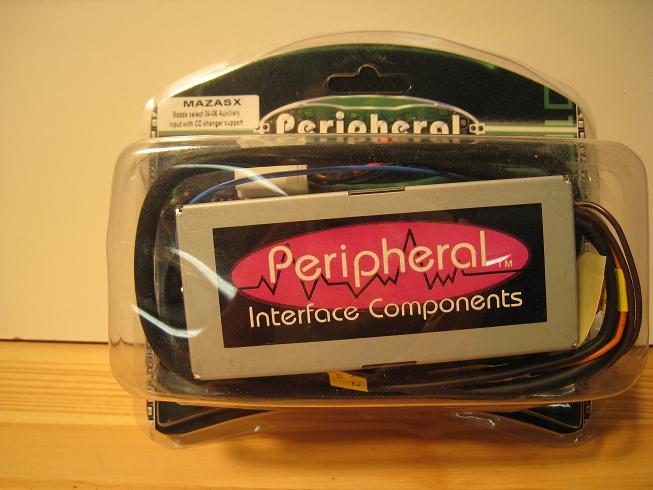 MAZASX
Mazda select 04-06 Auxiliary
input with CD changer support
Peripheral
Peripheral TM
Interface Components